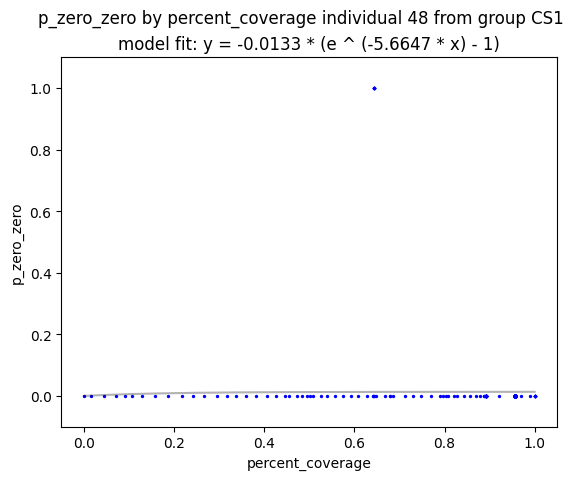 p_zero_zero by percent_coverage individual 48 from group CS1
model fit: y = -0.0133 * (e ^ (-5.6647 * x) - 1)
1.0
0.8
0.6
0.4
0.2
0.0
p_zero_zero
0.0 0.2 0.4 0.6 0.8 1.0
percent_coverage